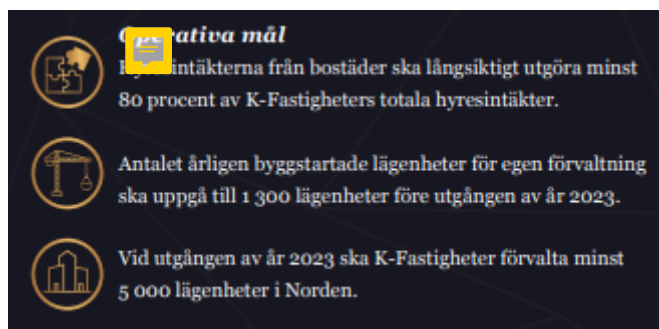 Operativa mål
Hyresintäkterna från bostäder ska långsiktigt utgöra minst
80 procent av K-Fastigheters totala hyresintäkter.
Antalet årligen byggstartade lägenheter för egen förvaltning
ska uppgå till 1 300 lägenheter före utgången av år 2023.
Vid utgången av år 2023 ska K-Fastigheter förvalta minst
5 000 lägenheter i Norden.